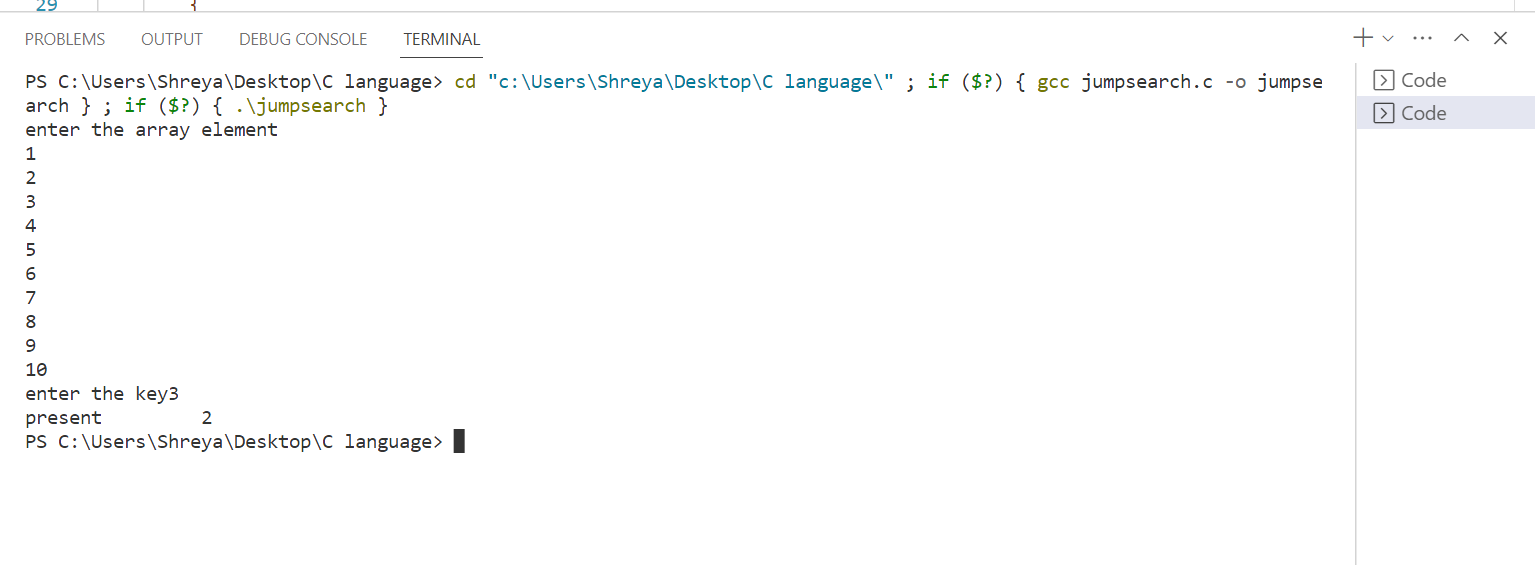 29 {
PROBLEMS OUTPUT DEBUG CONSOLE TERMINAL
PS C:\Users\Shreya\Desktop\C language> cd "c:\Users\Shreya\Desktop\C language\" ; if ($?) { gcc jumpsearch.c -o jumpse
arch } ; if ($?) { .\jumpsearch }
enter the array element
1
2
3
4
5
6
7
8
9
10
enter the key3
present         2
PS C:\Users\Shreya\Desktop\C language>
Code
Code